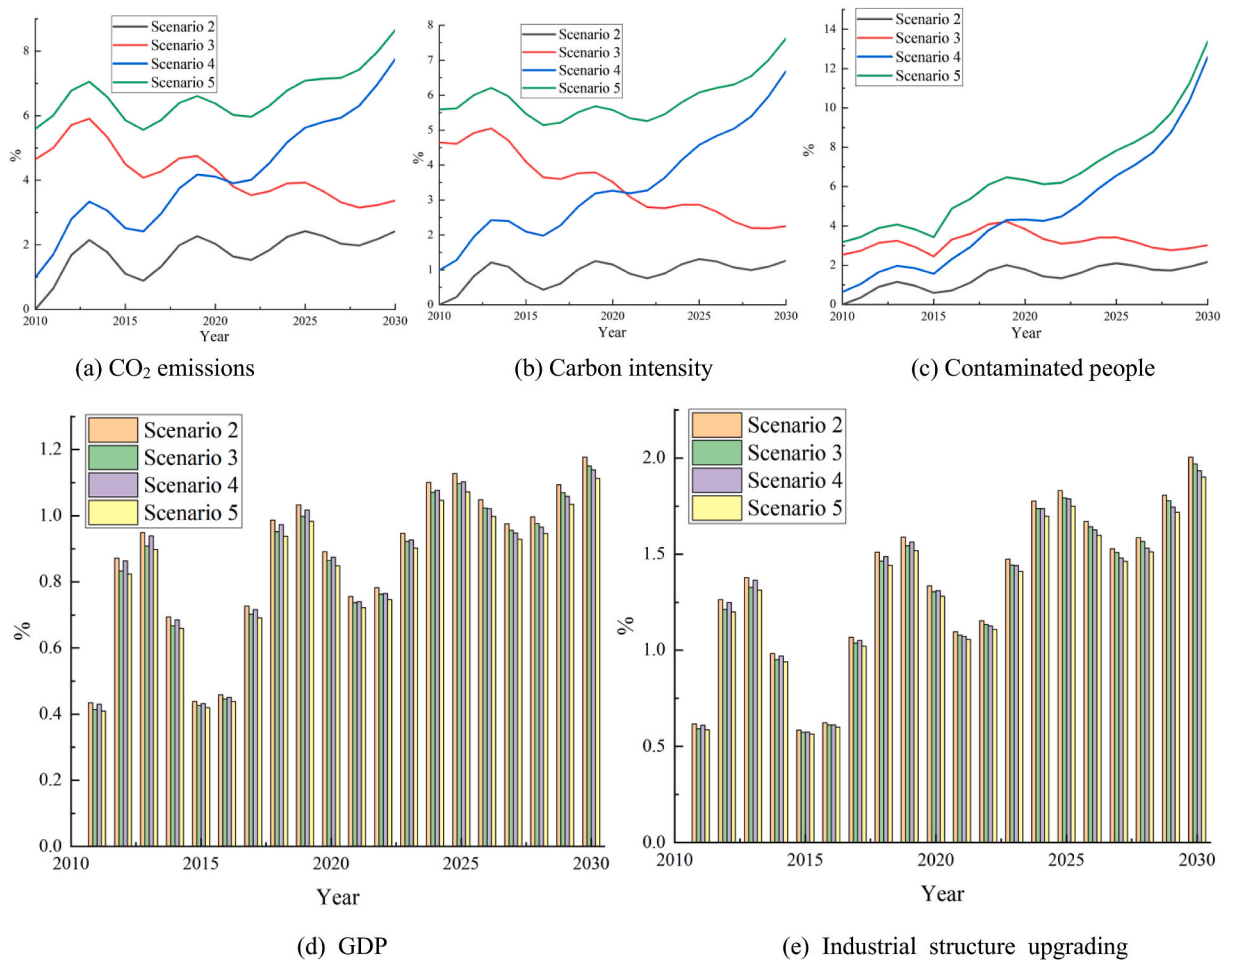 Scenario 2
Scenario 3
Scenario 4
Scenario 5
8
6
4
2
0
%
2010 2015 2020 2025 2030
Year
(a) CO₂ emissions
Scenario 2
Scenario 3
Scenario 4
Scenario 5
8
7
6
5
4
3
2
1
0
%
2010 2015 2020 2025 2030
Year
(b) Carbon intensity
Scenario 2
Scenario 3
Scenario 4
Scenario 5
14
12
10
8
6
4
2
0
%
2010 2015 2020 2025 2030
Year
(c) Contaminated people
Scenario 2
Scenario 3
Scenario 4
Scenario 5
1.2
1.0
0.8
0.6
0.4
0.2
0.0
%
2010 2015 2020 2025 2030
Year
(d) GDP
Scenario 2
Scenario 3
Scenario 4
Scenario 5
2.0
1.5
1.0
0.5
0.0
%
2010 2015 2020 2025 2030
Year
(e) Industrial structure upgrading